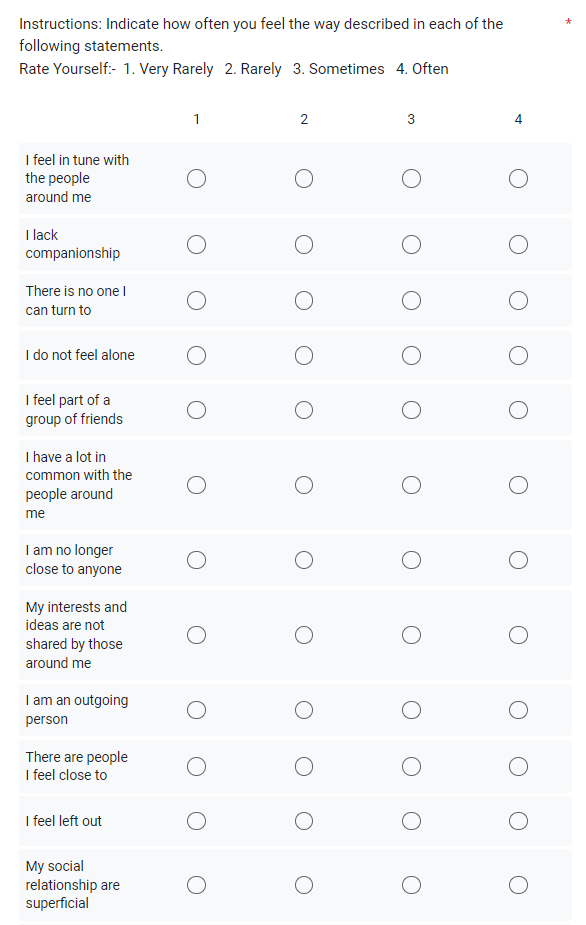 Instructions: Indicate how often you feel the way described in each of the *
following statements.
Rate Yourself:- 1. Very Rarely 2. Rarely 3. Sometimes 4. Often
1 2 3 4
I feel in tune with
the people
around me
I lack
companionship
There is no one I
can turn to
I do not feel alone
I feel part of a
group of friends
I have a lot in
common with the
people around
me
I am no longer
close to anyone
My interests and
ideas are not
shared by those
around me
I am an outgoing
person
There are people
I feel close to
I feel left out
My social
relationship are
superficial